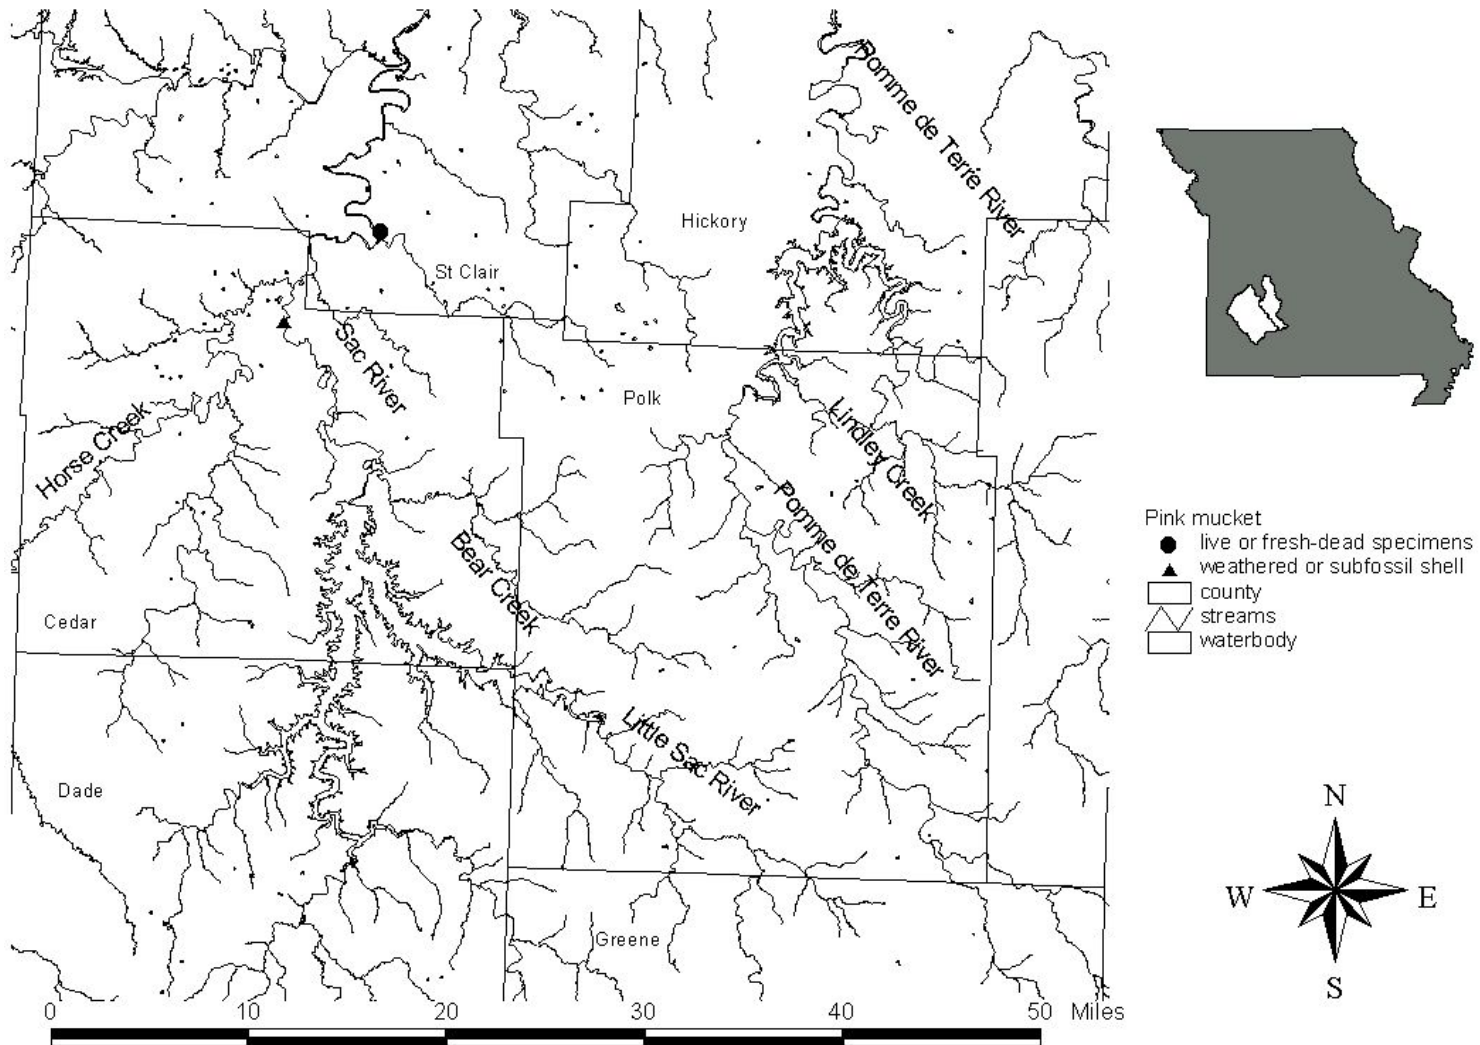 Pomme de Terre River
Hickory
St Clair
Sac River
Polk
Horse Creek
Lindley Creek
Pomme de Terre River
Bear Creek
Cedar
Little Sac River
Dade
Greene
Pink mucket
live or fresh-dead specimens
weathered or subfossil shell
county
streams
waterbody
N
W E
S
0 10 20 30 40 50 Miles